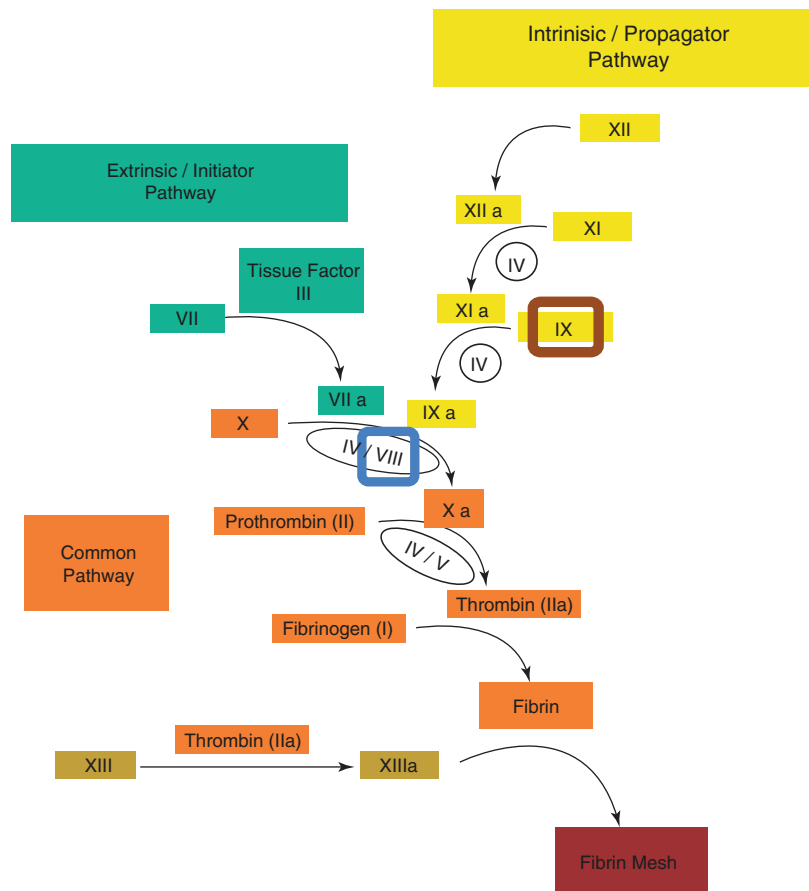 Intrinisic / Propagator
Pathway
XII
Extrinsic / Initiator
Pathway
XII a
XI
IV
Tissue Factor
III
XI a
VII
IX
IV
VII a
IX a
X
IV / VIII
X a
Prothrombin (II)
IV / V
Common
Pathway
Thrombin (IIa)
Fibrinogen (I)
Fibrin
Thrombin (IIa)
XIII
XIIIa
Fibrin Mesh